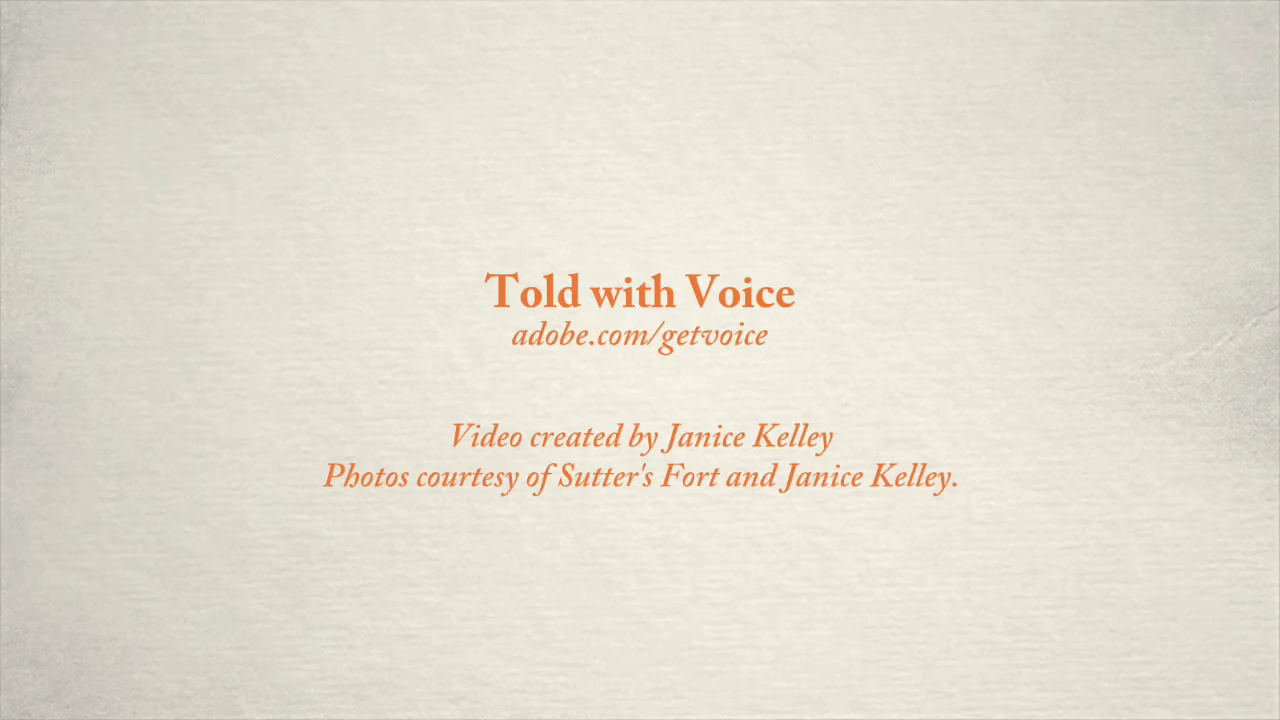 Told with Voice
adobe.com/getvoice
Video created by Janice Kelley
Photos courtesy of Sutter's Fort and Janice Kelley.